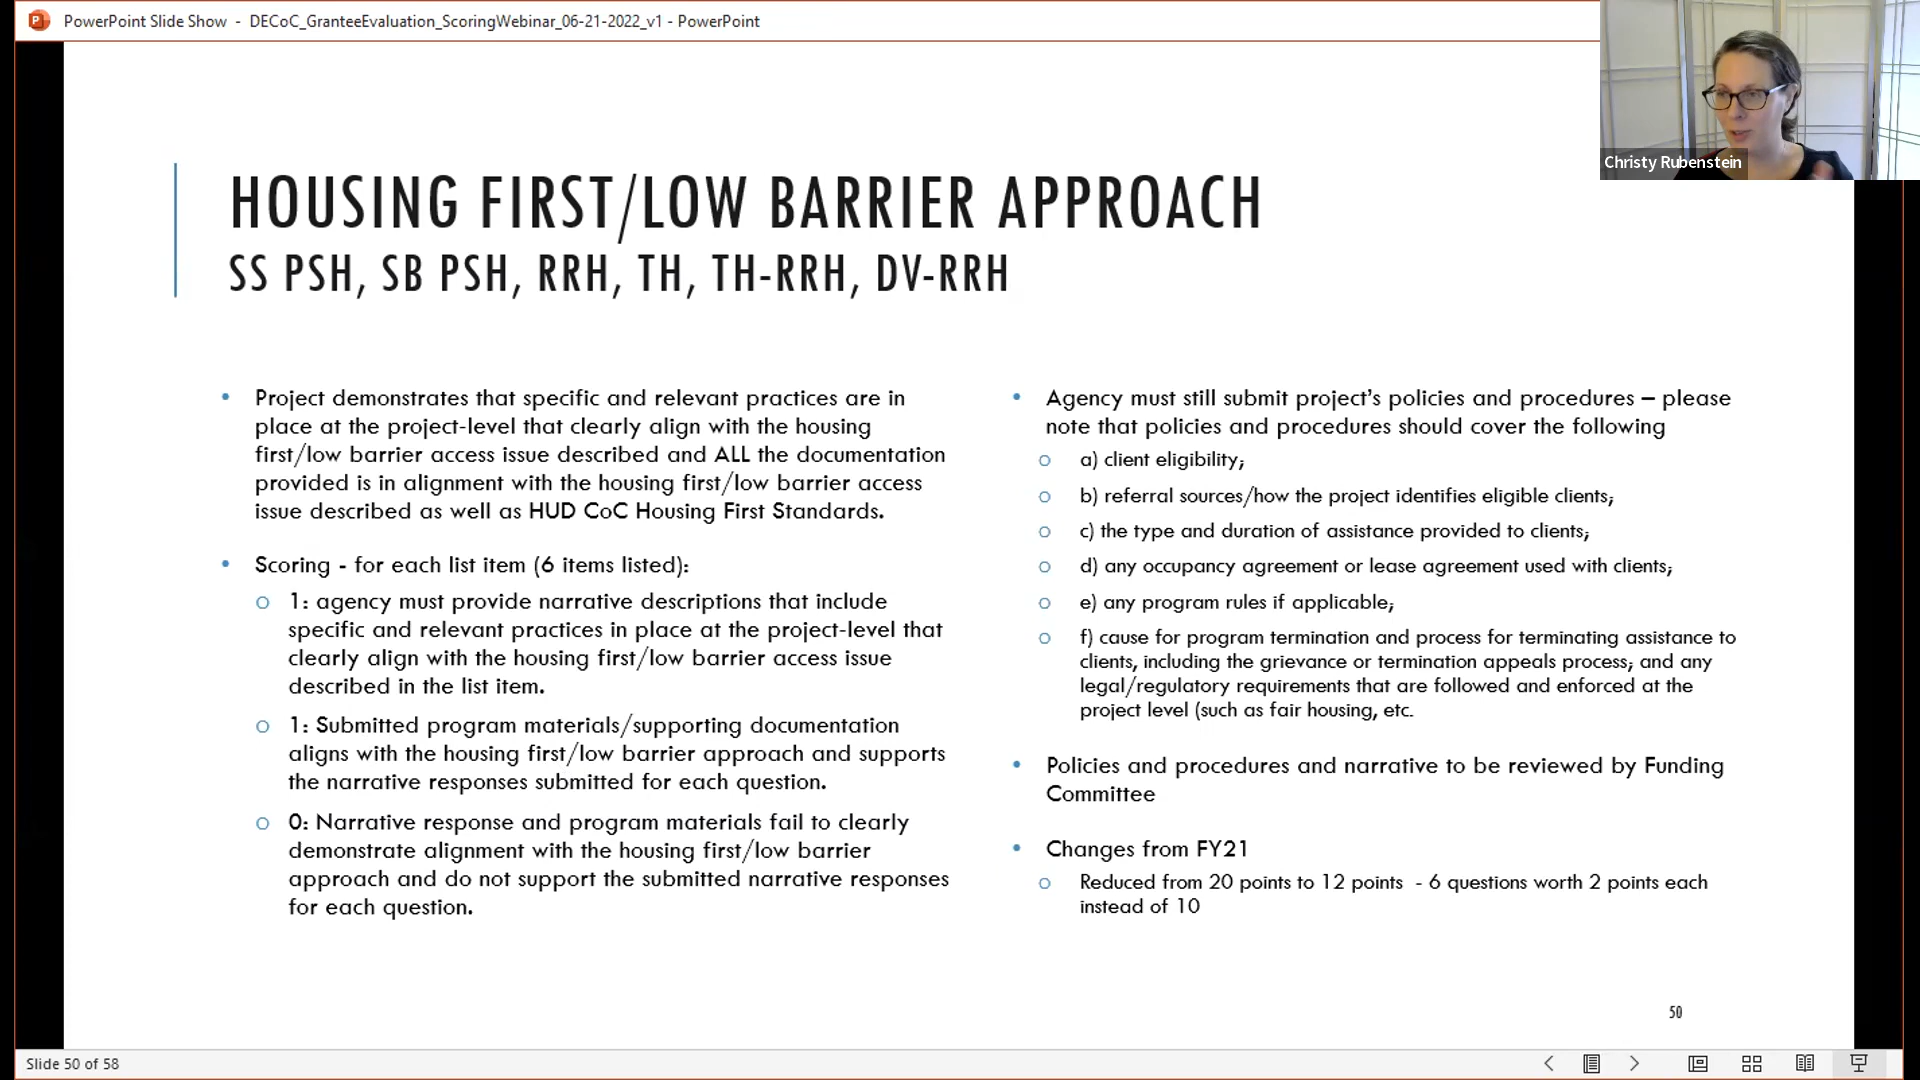 PowerPoint Slide Show - DECoC_GranteeEvaluation_ScoringWebinar_06-21-2022_v1 - PowerPoint
Christy Rubenstein
HOUSING FIRST/LOW BARRIER APPROACH
SS PSH, SB PSH, RRH, TH, TH-RRH, DV-RRH
• Project demonstrates that specific and relevant practices are in
place at the project-level that clearly align with the housing
first/low barrier access issue described and ALL the documentation
provided is in alignment with the housing first/low barrier access
issue described as well as HUD CoC Housing First Standards.
• Scoring - for each list item (6 items listed):
o 1: agency must provide narrative descriptions that include
specific and relevant practices in place at the project-level that
clearly align with the housing first/low barrier access issue
described in the list item.
o 1: Submitted program materials/supporting documentation
aligns with the housing first/low barrier approach and supports
the narrative responses submitted for each question.
o 0: Narrative response and program materials fail to clearly
demonstrate alignment with the housing first/low barrier
approach and do not support the submitted narrative responses
for each question.
• Agency must still submit project's policies and procedures – please
note that policies and procedures should cover the following
o a) client eligibility;
o b) referral sources/how the project identifies eligible clients;
o c) the type and duration of assistance provided to clients;
o d) any occupancy agreement or lease agreement used with clients;
o e) any program rules if applicable;
o f) cause for program termination and process for terminating assistance to
clients, including the grievance or termination appeals process; and any
legal/regulatory requirements that are followed and enforced at the
project level (such as fair housing, etc.
• Policies and procedures and narrative to be reviewed by Funding
Committee
• Changes from FY21
o Reduced from 20 points to 12 points - 6 questions worth 2 points each
instead of 10
50
Slide 50 of 58